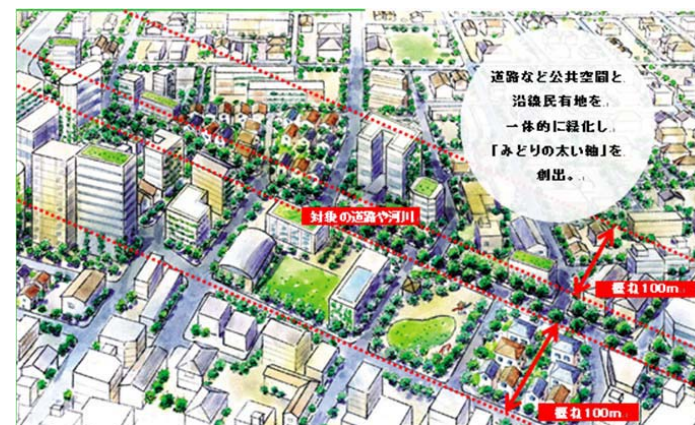 道路など公共空間と
沿線民有地を
一体的に緑化し
「みどりの太い軸」を
創出。
対象の道路や河川
概ね100m
概ね100m